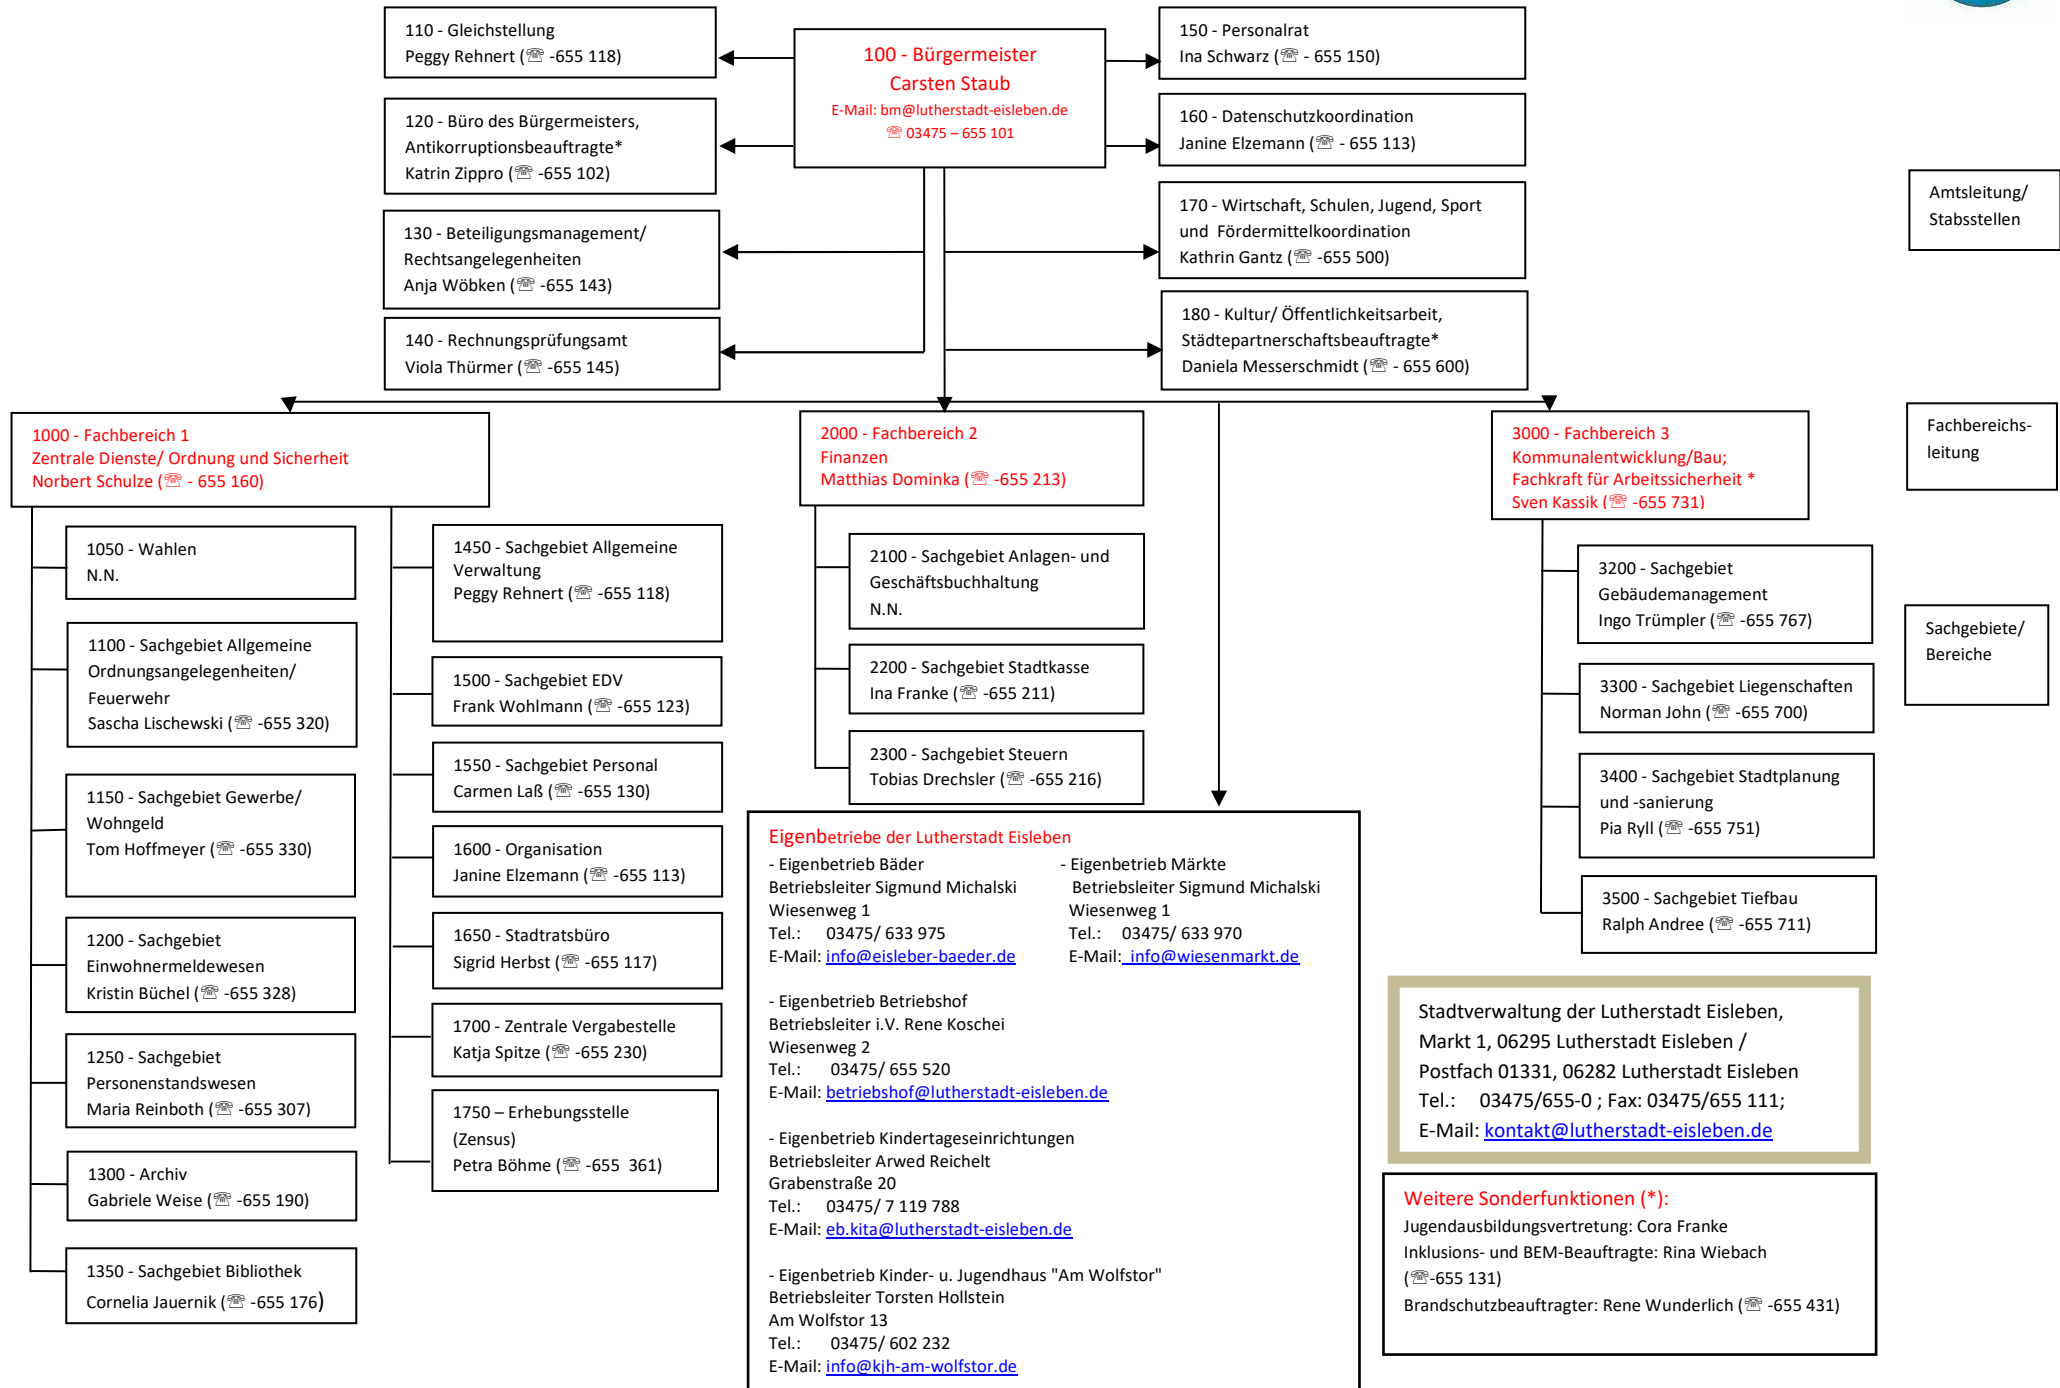 110 - Gleichstellung
Peggy Rehnert (☏ -655 118)
120 - Büro des Bürgermeisters,
Antikorruptionsbeauftragte*
Katrin Zippro (☏ -655 102)
130 - Beteiligungsmanagement/
Rechtsangelegenheiten
Anja Wöbken (☏ -655 143)
140 - Rechnungsprüfungsamt
Viola Thürmer (☏ -655 145)
100 - Bürgermeister
Carsten Staub
E-Mail: bm@lutherstadt-eisleben.de
☏ 03475 – 655 101
150 - Personalrat
Ina Schwarz (☏ - 655 150)
160 - Datenschutzkoordination
Janine Elzemann (☏ - 655 113)
170 - Wirtschaft, Schulen, Jugend, Sport
und Fördermittelkoordination
Kathrin Gantz (☏ -655 500)
180 - Kultur/ Öffentlichkeitsarbeit,
Städtepartnerschaftsbeauftragte*
Daniela Messerschmidt (☏ - 655 600)
Amtsleitung/
Stabsstellen
1000 - Fachbereich 1
Zentrale Dienste/ Ordnung und Sicherheit
Norbert Schulze (☏ - 655 160)
2000 - Fachbereich 2
Finanzen
Matthias Dominka (☏ -655 213)
3000 - Fachbereich 3
Kommunalentwicklung/Bau;
Fachkraft für Arbeitssicherheit *
Sven Kassik (☏ -655 731)
Fachbereichs-
leitung
1050 - Wahlen
N.N.
1100 - Sachgebiet Allgemeine
Ordnungsangelegenheiten/
Feuerwehr
Sascha Lischewski (☏ -655 320)
1150 - Sachgebiet Gewerbe/
Wohngeld
Tom Hoffmeyer (☏ -655 330)
1200 - Sachgebiet
Einwohnermeldewesen
Kristin Büchel (☏ -655 328)
1250 - Sachgebiet
Personenstandswesen
Maria Reinboth (☏ -655 307)
1300 - Archiv
Gabriele Weise (☏ -655 190)
1350 - Sachgebiet Bibliothek
Cornelia Jauernik (☏ -655 176)
1450 - Sachgebiet Allgemeine
Verwaltung
Peggy Rehnert (☏ -655 118)
1500 - Sachgebiet EDV
Frank Wohlmann (☏ -655 123)
1550 - Sachgebiet Personal
Carmen Laß (☏ -655 130)
1600 - Organisation
Janine Elzemann (☏ -655 113)
1650 - Stadtratsbüro
Sigrid Herbst (☏ -655 117)
1700 - Zentrale Vergabestelle
Katja Spitze (☏ -655 230)
1750 – Erhebungsstelle
(Zensus)
Petra Böhme (☏ -655 361)
2100 - Sachgebiet Anlagen- und
Geschäftsbuchhaltung
N.N.
2200 - Sachgebiet Stadtkasse
Ina Franke (☏ -655 211)
2300 - Sachgebiet Steuern
Tobias Drechsler (☏ -655 216)
3200 - Sachgebiet
Gebäudemanagement
Ingo Trümpler (☏ -655 767)
3300 - Sachgebiet Liegenschaften
Norman John (☏ -655 700)
3400 - Sachgebiet Stadtplanung
und -sanierung
Pia Ryll (☏ -655 751)
3500 - Sachgebiet Tiefbau
Ralph Andree (☏ -655 711)
Sachgebiete/
Bereiche
Eigenbetriebe der Lutherstadt Eisleben
- Eigenbetrieb Bäder
Betriebsleiter Sigmund Michalski
Wiesenweg 1
Tel.: 03475/ 633 975
E-Mail: info@eisleber-baeder.de
- Eigenbetrieb Märkte
Betriebsleiter Sigmund Michalski
Wiesenweg 1
Tel.: 03475/ 633 970
E-Mail: info@wiesenmarkt.de
- Eigenbetrieb Betriebshof
Betriebsleiter i.V. Rene Koschei
Wiesenweg 2
Tel.: 03475/ 655 520
E-Mail: betriebshof@lutherstadt-eisleben.de
- Eigenbetrieb Kindertageseinrichtungen
Betriebsleiter Arwed Reichelt
Grabenstraße 20
Tel.: 03475/ 7 119 788
E-Mail: eb.kita@lutherstadt-eisleben.de
- Eigenbetrieb Kinder- u. Jugendhaus "Am Wolfstor"
Betriebsleiter Torsten Hollstein
Am Wolfstor 13
Tel.: 03475/ 602 232
E-Mail: info@kjh-am-wolfstor.de
Stadtverwaltung der Lutherstadt Eisleben,
Markt 1, 06295 Lutherstadt Eisleben /
Postfach 01331, 06282 Lutherstadt Eisleben
Tel.: 03475/655-0 ; Fax: 03475/655 111;
E-Mail: kontakt@lutherstadt-eisleben.de
Weitere Sonderfunktionen (*):
Jugendausbildungsvertretung: Cora Franke
Inklusions- und BEM-Beauftragte: Rina Wiebach
(☏-655 131)
Brandschutzbeauftragter: Rene Wunderlich (☏ -655 431)